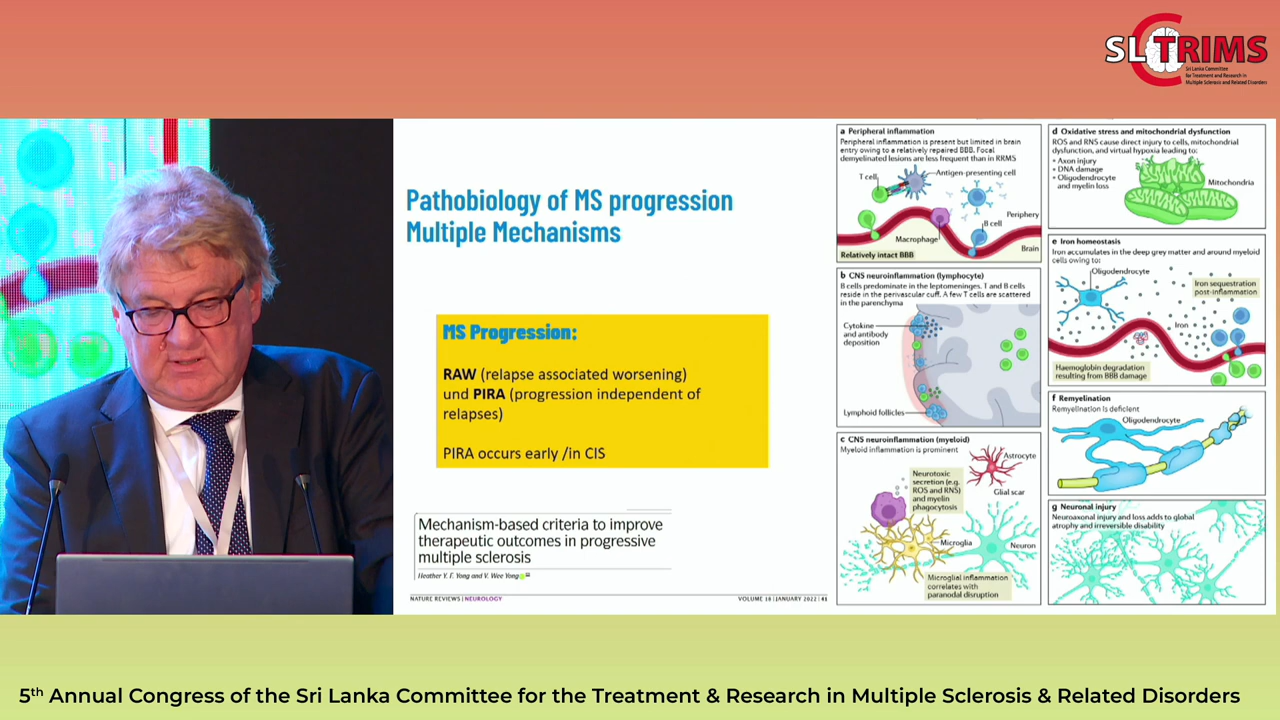 SLTRIMS
Sri Lanka Committee
for Treatment and Research in
Multiple Sclerosis and Related Disorders
Pathobiology of MS progression
Multiple Mechanisms
MS Progression:
RAW (relapse associated worsening)
und PIRA (progression independent of
relapses)
PIRA occurs early /in CIS
Mechanism-based criteria to improve
therapeutic outcomes in progressive
multiple sclerosis
Heather Y. F. Yong and V. Wee Yong
NATURE REVIEWS | NEUROLOGY
VOLUME 18 | JANUARY 2022 | 41
a Peripheral inflammation
Peripheral inflammation is present but limited in brain
entry owing to a relatively repaired BBB. Focal
demyelinated lesions are less frequent than in RRMS
T cell
Antigen-presenting cell
Periphery
B cell
Macrophage
Brain
Relatively intact BBB
b CNS neuroinflammation (lymphocyte)
B cells predominate in the leptomeninges. T and B cells
reside in the perivascular cuff. A few T cells are scattered
in the parenchyma
Cytokine
and antibody
deposition
Lymphoid follicles
c CNS neuroinflammation (myeloid)
Myeloid inflammation is prominent
Astrocyte
Neurotoxic
secretion (e.g.
ROS and RNS)
and myelin
phagocytosis
Glial scar
Microglia
Neuron
Microglial inflammation
correlates with
paranodal disruption
d Oxidative stress and mitochondrial dysfunction
ROS and RNS cause direct injury to cells, mitochondrial
dysfunction, and virtual hypoxia leading to:
• Axon injury
• DNA damage
• Oligodendrocyte
and myelin loss
Mitochondria
e Iron homeostasis
Iron accumulates in the deep grey matter and around myeloid
cells owing to:
Oligodendrocyte
Iron sequestration
post-inflammation
Iron
Haemoglobin degradation
resulting from BBB damage
f Remyelination
Remyelination is deficient
Oligodendrocyte
g Neuronal injury
Neuroaxonal injury and loss adds to global
atrophy and irreversible disability
5th Annual Congress of the Sri Lanka Committee for the Treatment & Research in Multiple Sclerosis & Related Disorders